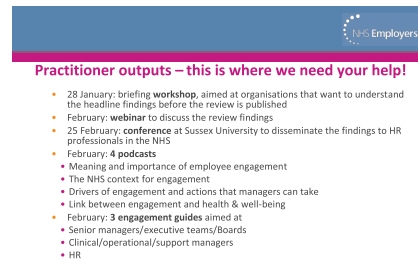 NHS Employers
Practitioner outputs – this is where we need your help!
• 28 January: briefing workshop, aimed at organisations that want to understand
the headline findings before the review is published
• February: webinar to discuss the review findings
• 25 February: conference at Sussex University to disseminate the findings to HR
professionals in the NHS
• February: 4 podcasts
• Meaning and importance of employee engagement
• The NHS context for engagement
• Drivers of engagement and actions that managers can take
• Link between engagement and health & well-being
• February: 3 engagement guides aimed at
• Senior managers/executive teams/Boards
• Clinical/operational/support managers
• HR